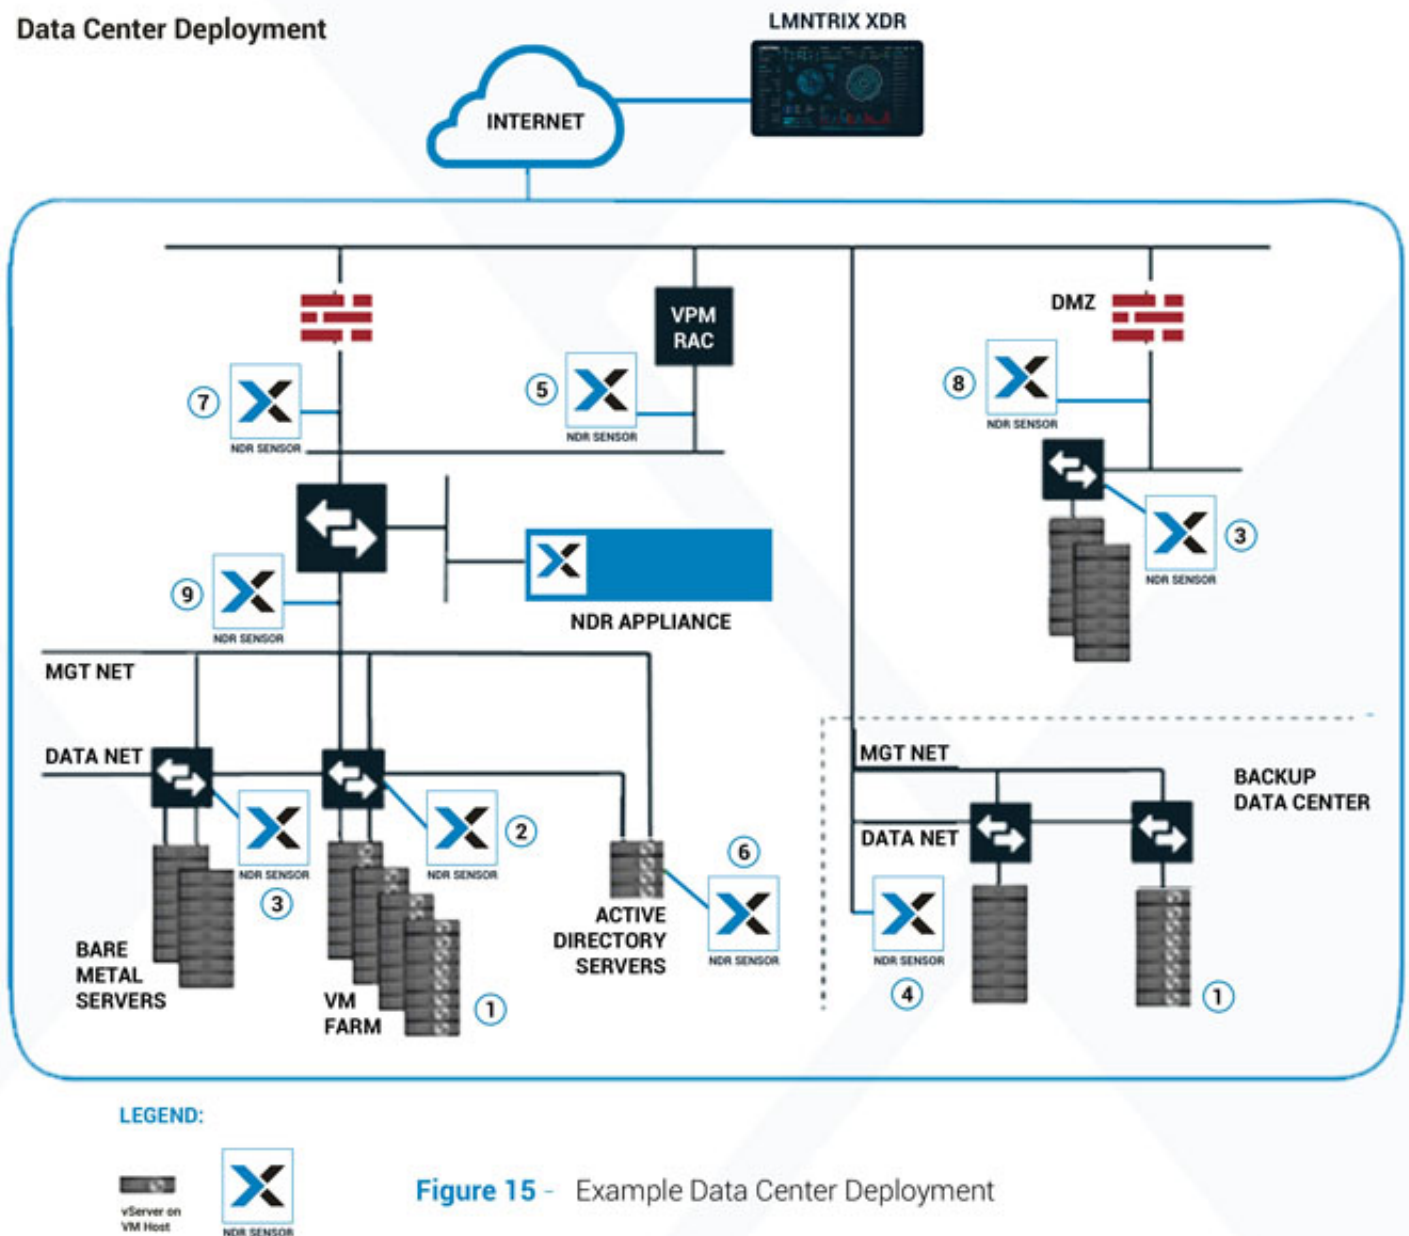 Data Center Deployment
LMNTRIX XDR
INTERNET
VPM
RAC
DMZ
7
NDR SENSOR
5
NDR SENSOR
8
NDR SENSOR
3
NDR SENSOR
9
NDR SENSOR
NDR APPLIANCE
MGT NET
DATA NET
NDR SENSOR
3
2
NDR SENSOR
6
NDR SENSOR
BARE
METAL
SERVERS
VM
FARM
1
ACTIVE
DIRECTORY
SERVERS
MGT NET
DATA NET
BACKUP
DATA CENTER
NDR SENSOR
4
1
LEGEND:
vServer on
VM Host
NDR SENSOR
Figure 15 - Example Data Center Deployment